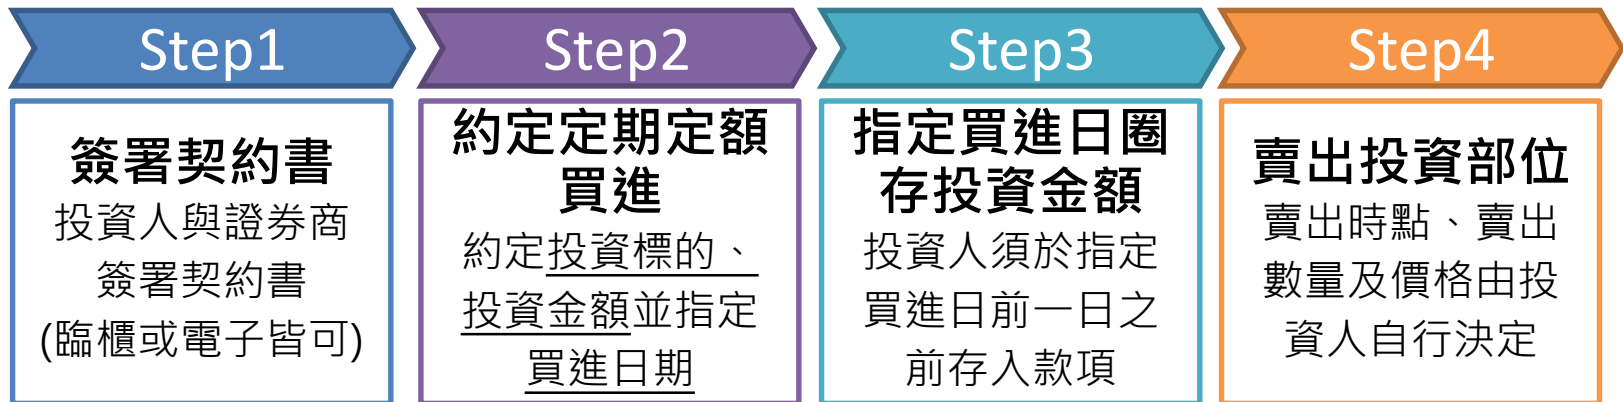 Step1
簽署契約書
投資人與證券商
簽署契約書
(臨櫃或電子皆可)
Step2
約定定期定額
買進
約定投資標的、
投資金額並指定
買進日期
Step3
指定買進日圈
存投資金額
投資人須於指定
買進日前一日之
前存入款項
Step4
賣出投資部位
賣出時點、賣出
數量及價格由投
資人自行決定